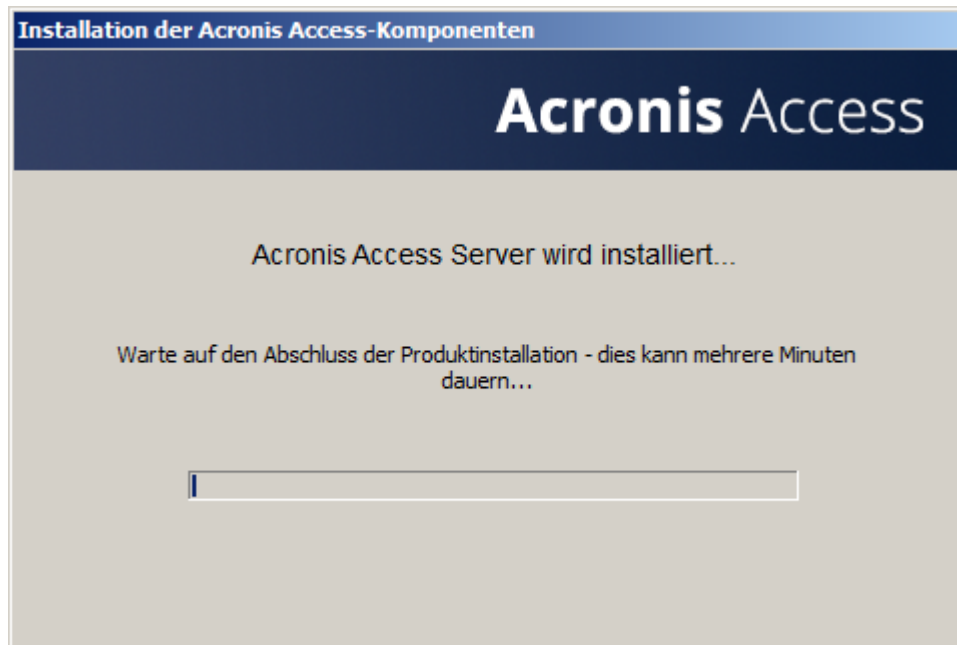 Installation der Acronis Access-Komponenten
Acronis Access
Acronis Access Server wird installiert...
Warte auf den Abschluss der Produktinstallation - dies kann mehrere Minuten
dauern...